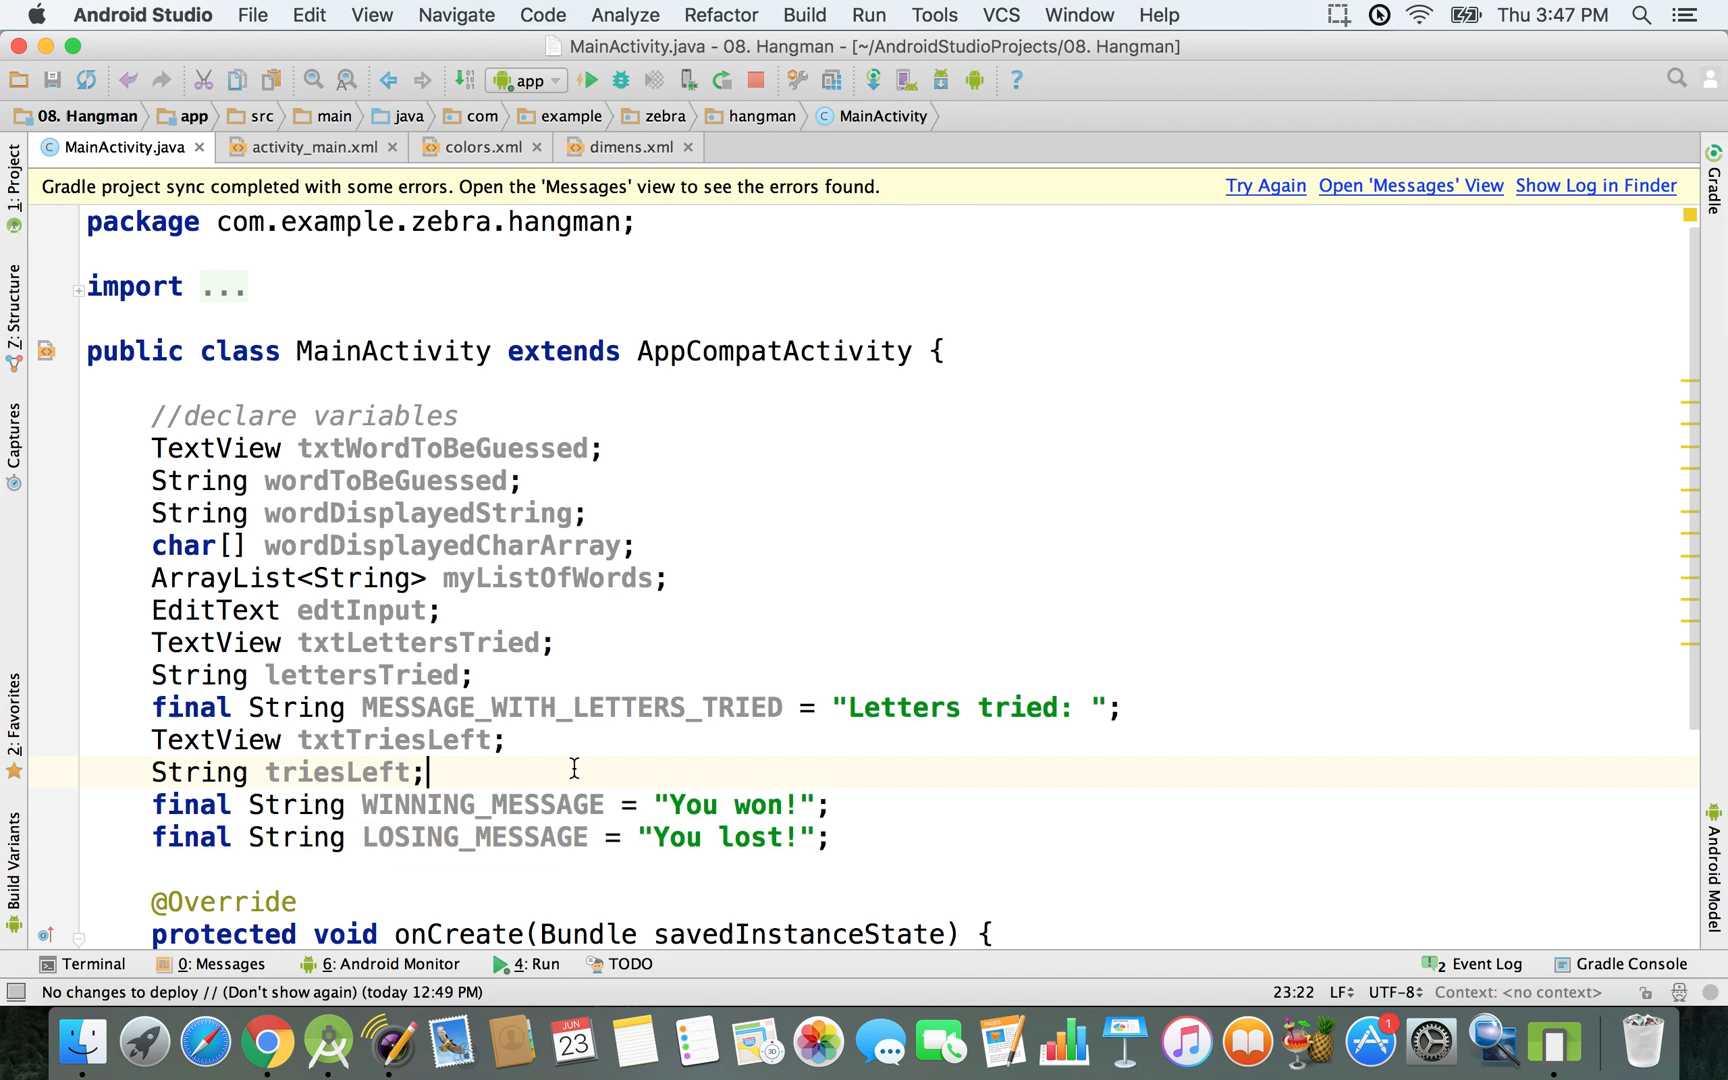 Android Studio File Edit View Navigate Code Analyze Refactor Build Run Tools VCS Window Help Thu 3:47 PM
MainActivity.java - 08. Hangman - [~/AndroidStudioProjects/08. Hangman]
app
08. Hangman app src main java com example zebra hangman MainActivity
MainActivity.java activity_main.xml colors.xml dimens.xml
Gradle project sync completed with some errors. Open the 'Messages' view to see the errors found. Try Again Open 'Messages' View Show Log in Finder
package com.example.zebra.hangman;
import ...
public class MainActivity extends AppCompatActivity {
//declare variables
TextView txtWordToBeGuessed;
String wordToBeGuessed;
String wordDisplayedString;
char[] wordDisplayedCharArray;
ArrayList<String> myListOfWords;
EditText edtInput;
TextView txtLettersTried;
String lettersTried;
final String MESSAGE_WITH_LETTERS_TRIED = "Letters tried: ";
TextView txtTriesLeft;
String triesLeft;
final String WINNING_MESSAGE = "You won!";
final String LOSING_MESSAGE = "You lost!";
@Override
protected void onCreate(Bundle savedInstanceState) {
1: Project
7: Structure
Captures
2: Favorites
Build Variants
Gradle
Android Model
Terminal 0: Messages 6: Android Monitor 4: Run TODO 2 Event Log Gradle Console
No changes to deploy // (Don't show again) (today 12:49 PM) 23:22 LF UTF-8 Context: <no context>
JUN
23
3D
1